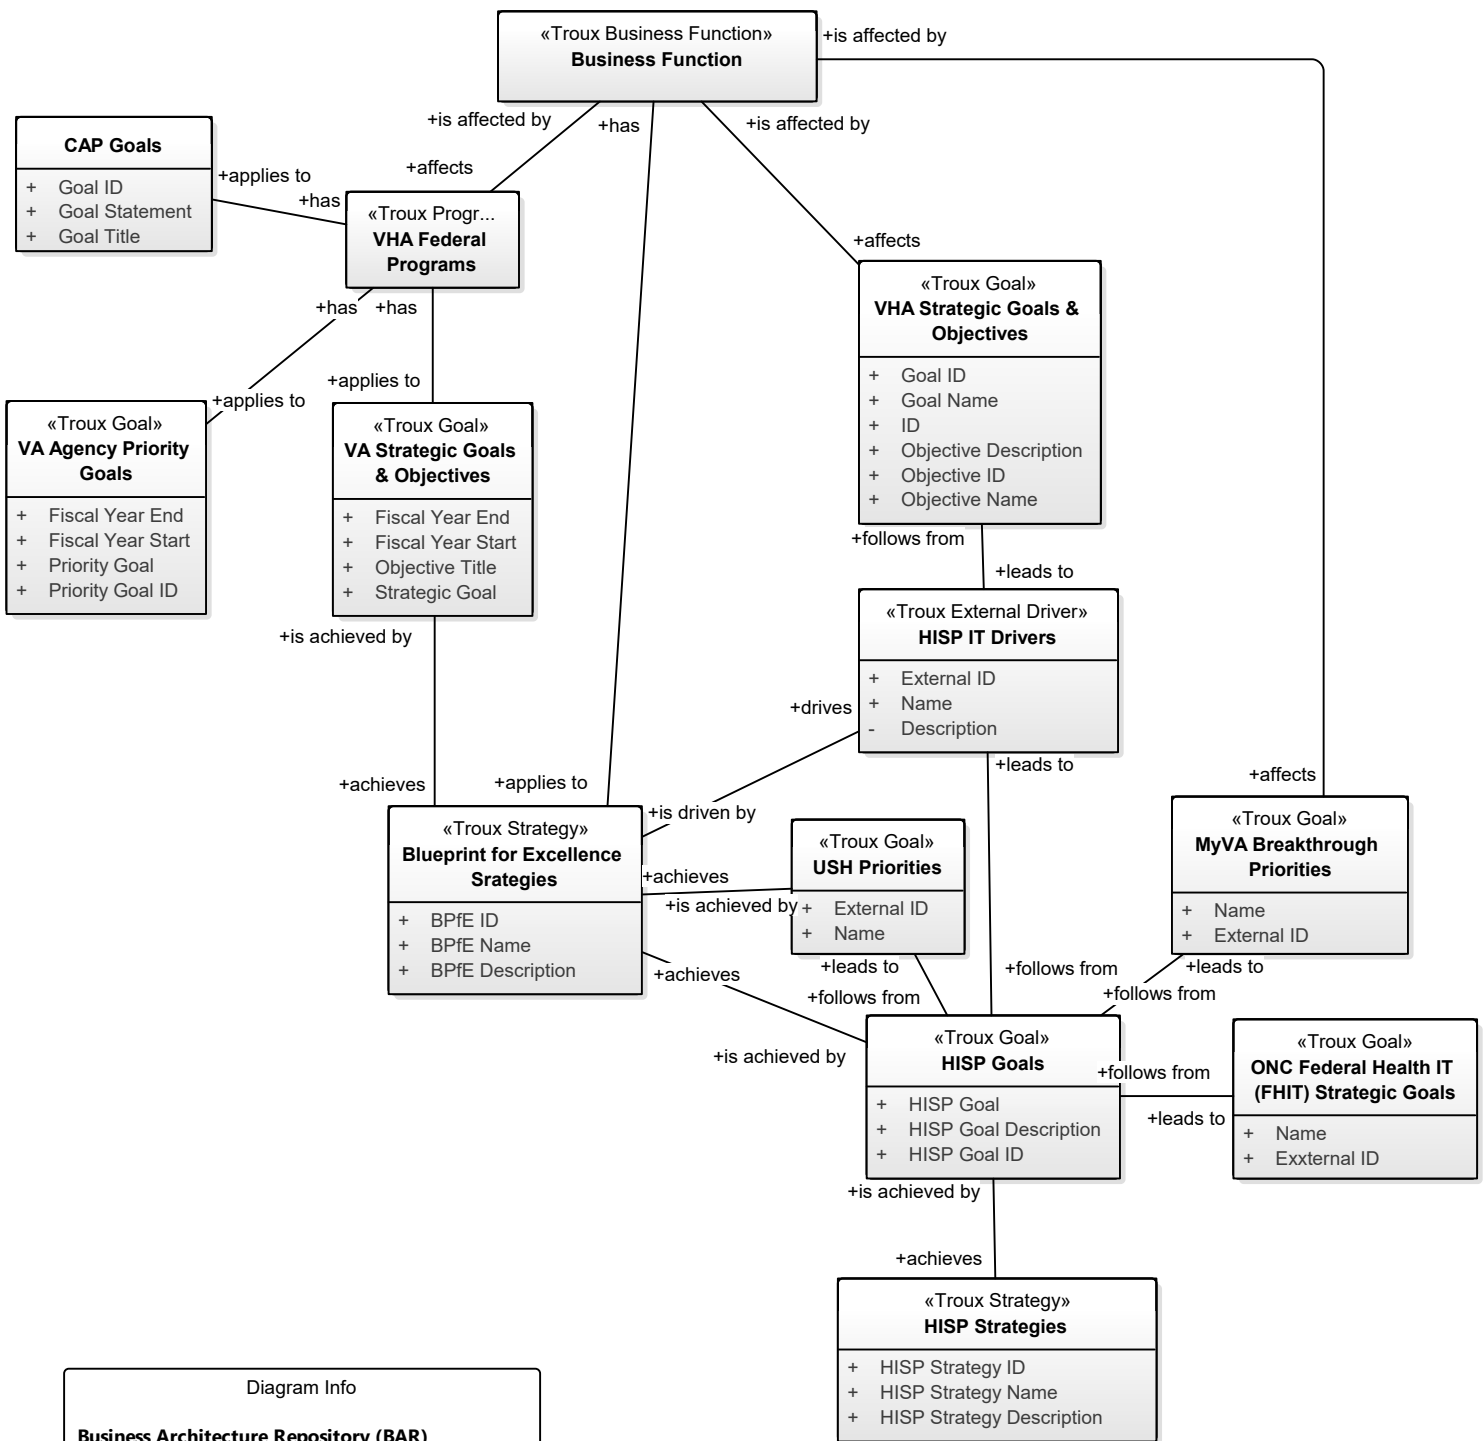 «Troux Business Function»
Business Function
+is affected by
+is affected by
+has
+is affected by
+affects
CAP Goals
+ Goal ID
+ Goal Statement
+ Goal Title
+applies to
+has
«Troux Progr...
VHA Federal
Programs
+has
+has
+affects
+applies to
+applies to
«Troux Goal»
VHA Strategic Goals &
Objectives
+ Goal ID
+ Goal Name
+ ID
+ Objective Description
+ Objective ID
+ Objective Name
«Troux Goal»
VA Agency Priority
Goals
+ Fiscal Year End
+ Fiscal Year Start
+ Priority Goal
+ Priority Goal ID
«Troux Goal»
VA Strategic Goals
& Objectives
+ Fiscal Year End
+ Fiscal Year Start
+ Objective Title
+ Strategic Goal
+follows from
+leads to
+is achieved by
«Troux External Driver»
HISP IT Drivers
+ External ID
+ Name
- Description
+drives
+leads to
+achieves
+applies to
+is driven by
+affects
«Troux Strategy»
Blueprint for Excellence
Srategies
+ BPfE ID
+ BPfE Name
+ BPfE Description
+achieves
+is achieved by
«Troux Goal»
USH Priorities
+ External ID
+ Name
«Troux Goal»
MyVA Breakthrough
Priorities
+ Name
+ External ID
+achieves
+leads to
+follows from
+follows from
+leads to
+follows from
+is achieved by
«Troux Goal»
HISP Goals
+ HISP Goal
+ HISP Goal Description
+ HISP Goal ID
+follows from
+leads to
«Troux Goal»
ONC Federal Health IT
(FHIT) Strategic Goals
+ Name
+ Exxternal ID
+is achieved by
+achieves
«Troux Strategy»
HISP Strategies
+ HISP Strategy ID
+ HISP Strategy Name
+ HISP Strategy Description
Diagram Info
Business Architecture Repository (BAR)